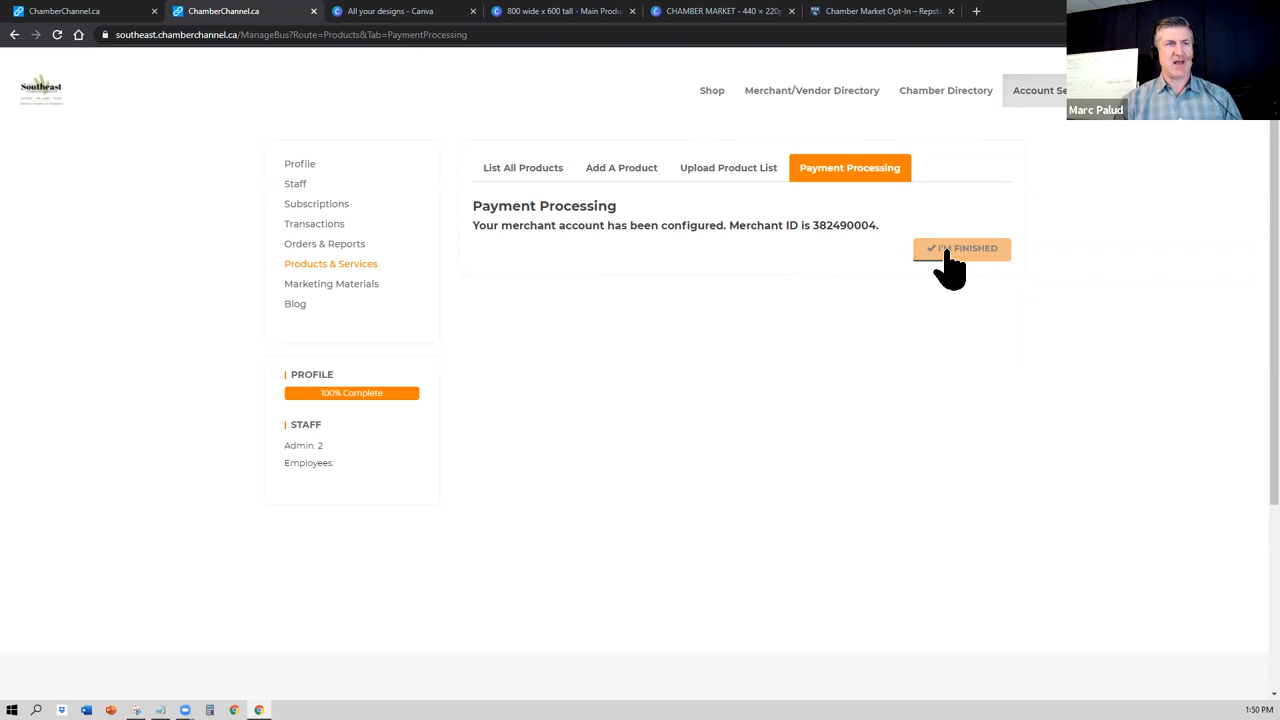 ChamberChannel.ca
ChamberChannel.ca
All your designs - Canva
800 wide x 600 tall - Main Produ
CHAMBER MARKET - 440 x 220p
Chamber Market Opt-In - Repsta
southeast.chamberchannel.ca/ManageBus?Route=Products&Tab=PaymentProcessing
Southeast
Shop
Merchant/Vendor Directory
Chamber Directory
Account Se
Marc Palud
Profile
Staff
Subscriptions
Transactions
Orders & Reports
Products & Services
Marketing Materials
Blog
List All Products
Add A Product
Upload Product List
Payment Processing
Payment Processing
Your merchant account has been configured. Merchant ID is 382490004.
I'M FINISHED
PROFILE
100% Complete
STAFF
Admin: 2
Employees:
1:50 PM